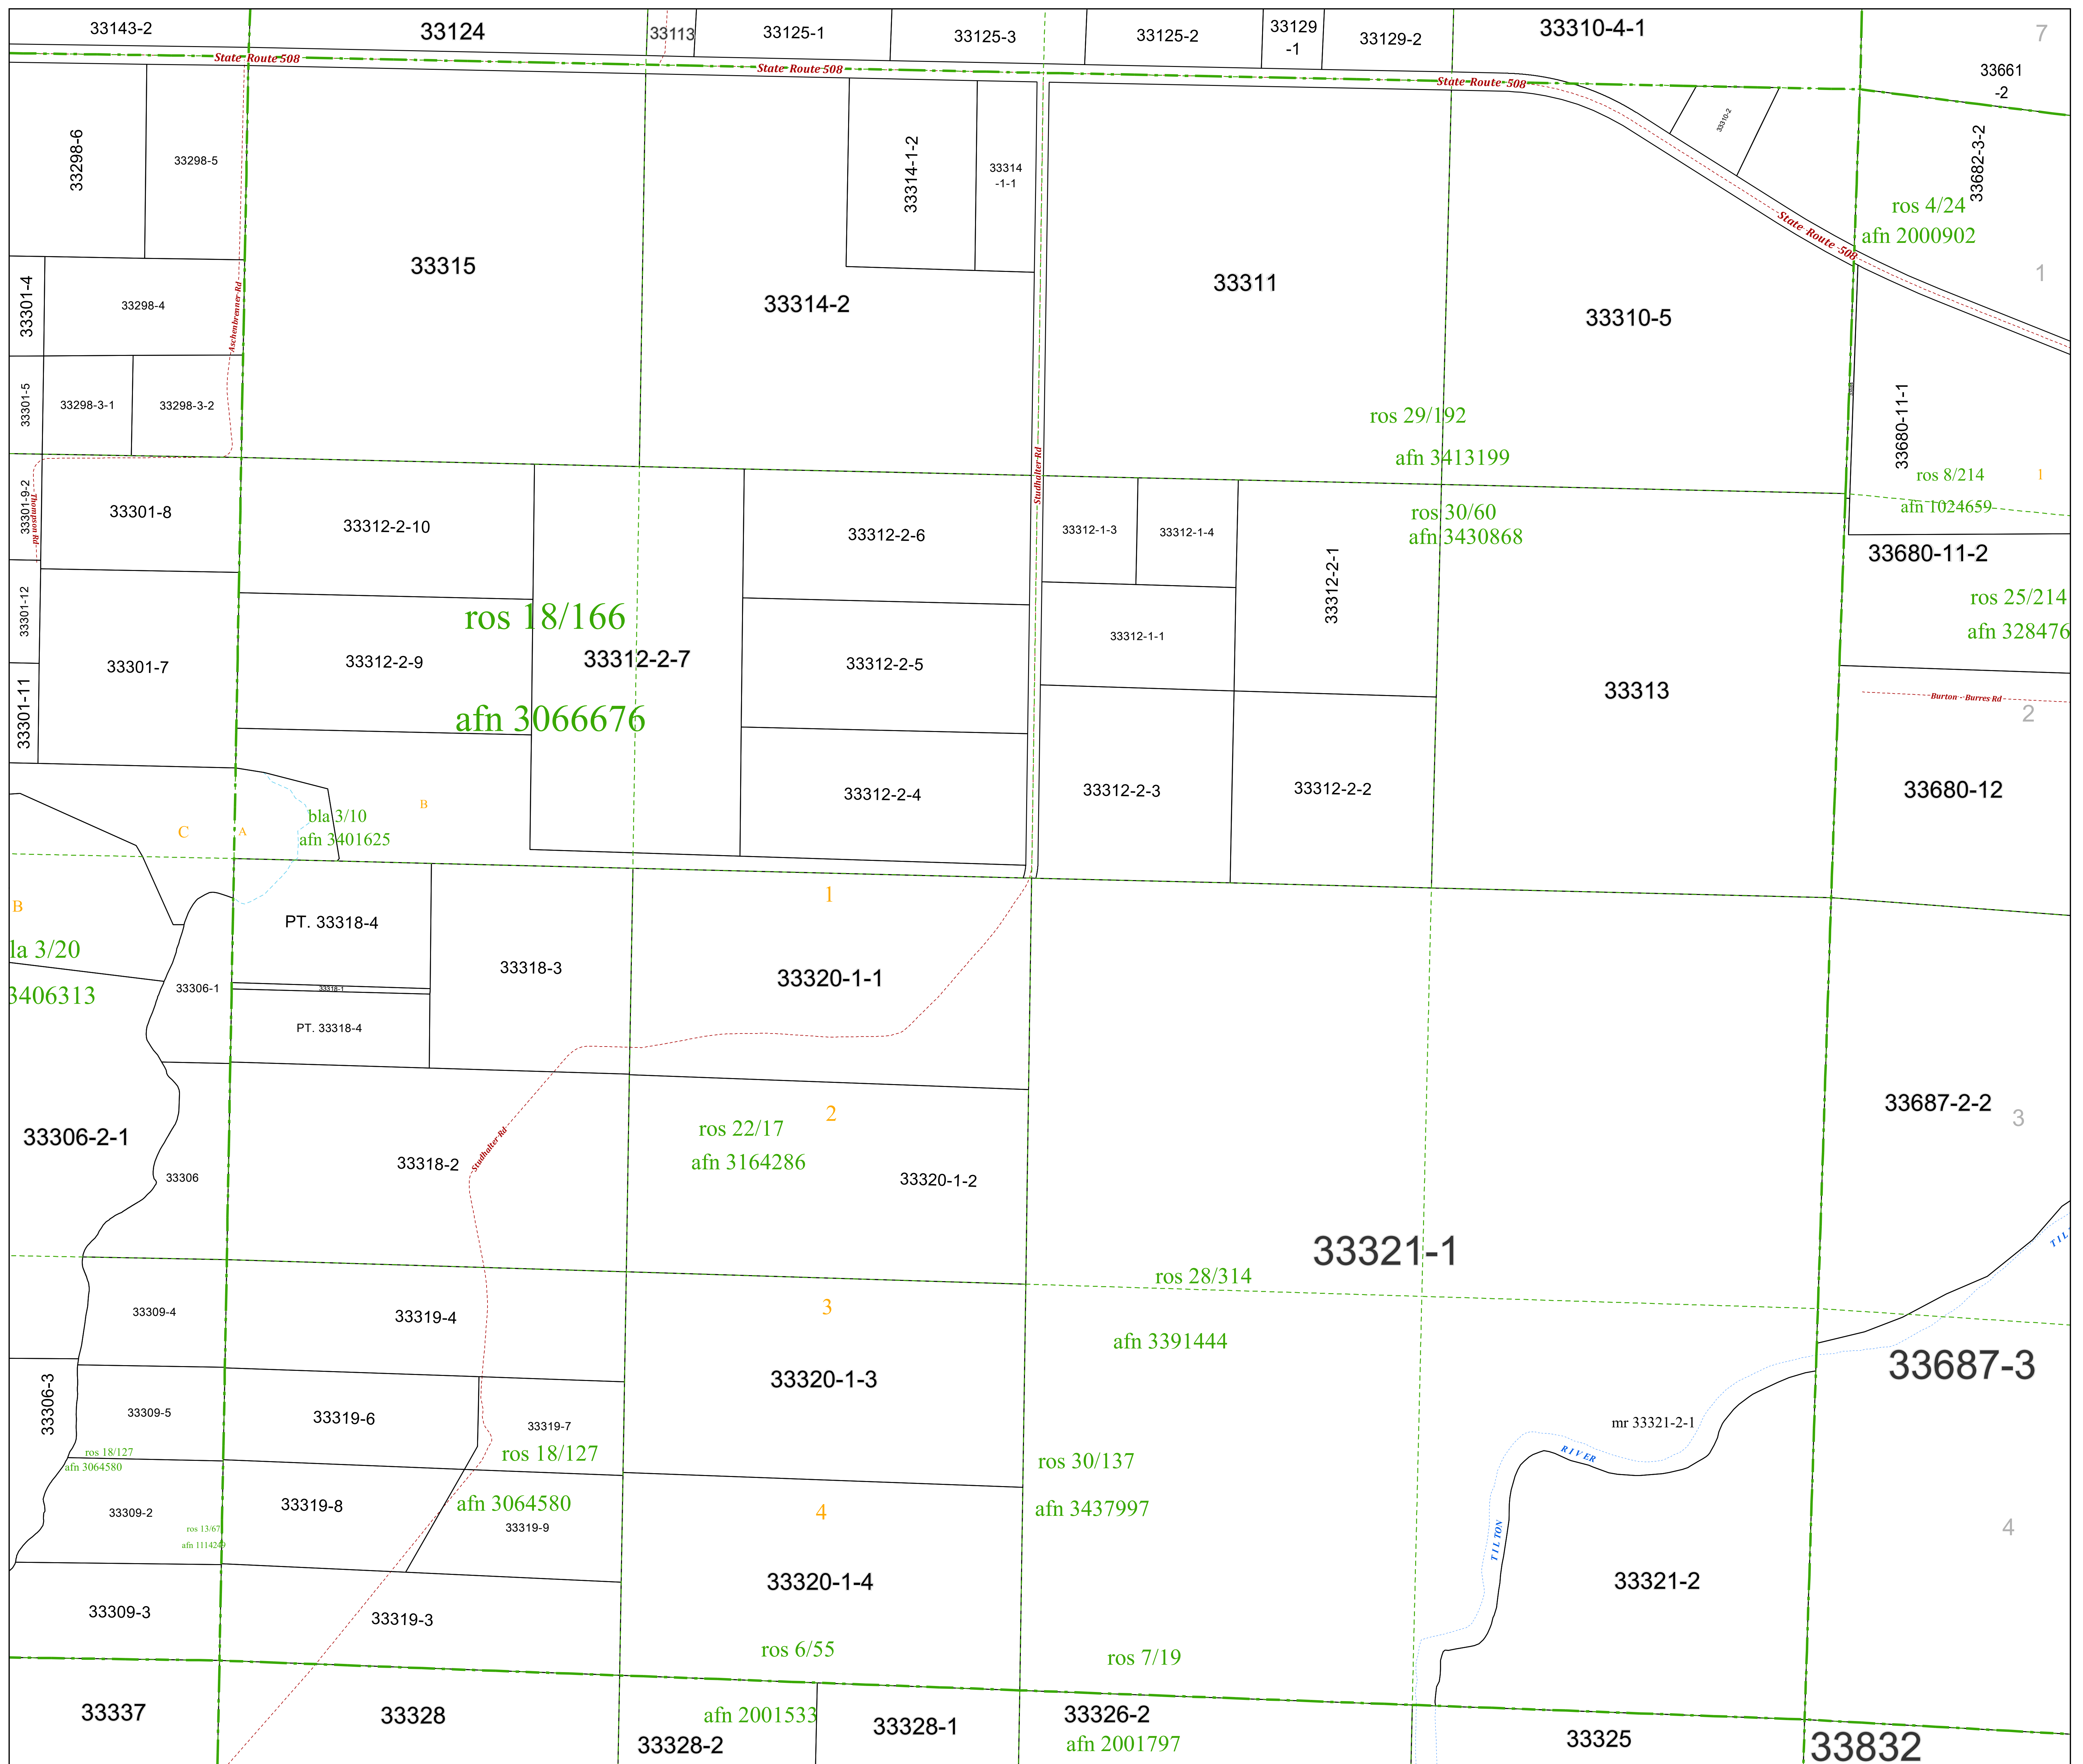 33143-2
33124
33113
33125-1
33125-3
33125-2
33129
-1
33129-2
33310-4-1
7
33661
-2
State Route 508
State Route 508
State Route 508
33298-6
33298-5
33314-1-2
33314
-1-1
33310-2
33682-3-2
ros 4/24
afn 2000902
State Route 508
33315
33314-2
33311
33310-5
1
33301-4
33298-4
Aschenbrenner Rd
33301-5
33298-3-1
33298-3-2
ros 29/192
afn 3413199
33680-11-1
ros 8/214
1
afn 1024659
Studhalter Rd
33301-9-2
Thompson Rd
33301-8
33312-2-10
33312-2-6
33312-1-3
33312-1-4
33312-2-1
ros 30/60
afn 3430868
33680-11-2
33301-12
ros 18/166
ros 25/214
afn 328476
33301-7
33312-2-9
33312-2-7
33312-2-5
33312-1-1
33313
33301-11
afn 3066676
Burton - Burres Rd
2
33312-2-4
33312-2-3
33312-2-2
33680-12
C
A
B
bla 3/10
afn 3401625
B
la 3/20
3406313
PT. 33318-4
33318-3
1
33320-1-1
33306-1
33318-1
PT. 33318-4
33306-2-1
33306
33318-2
Studhalter Rd
2
ros 22/17
afn 3164286
33320-1-2
33687-2-2
3
33321-1
TIL
ros 28/314
33309-4
33319-4
3
afn 3391444
33320-1-3
33687-3
33306-3
33309-5
33319-6
33319-7
mr 33321-2-1
ros 18/127
afn 3064580
ros 18/127
ros 30/137
RIVER
33309-2
33319-8
afn 3064580
33319-9
4
afn 3437997
TILTON
4
ros 13/67
afn 1114249
33320-1-4
33321-2
33309-3
33319-3
ros 6/55
ros 7/19
33337
33328
afn 2001533
33328-2
33328-1
33326-2
afn 2001797
33325
33832